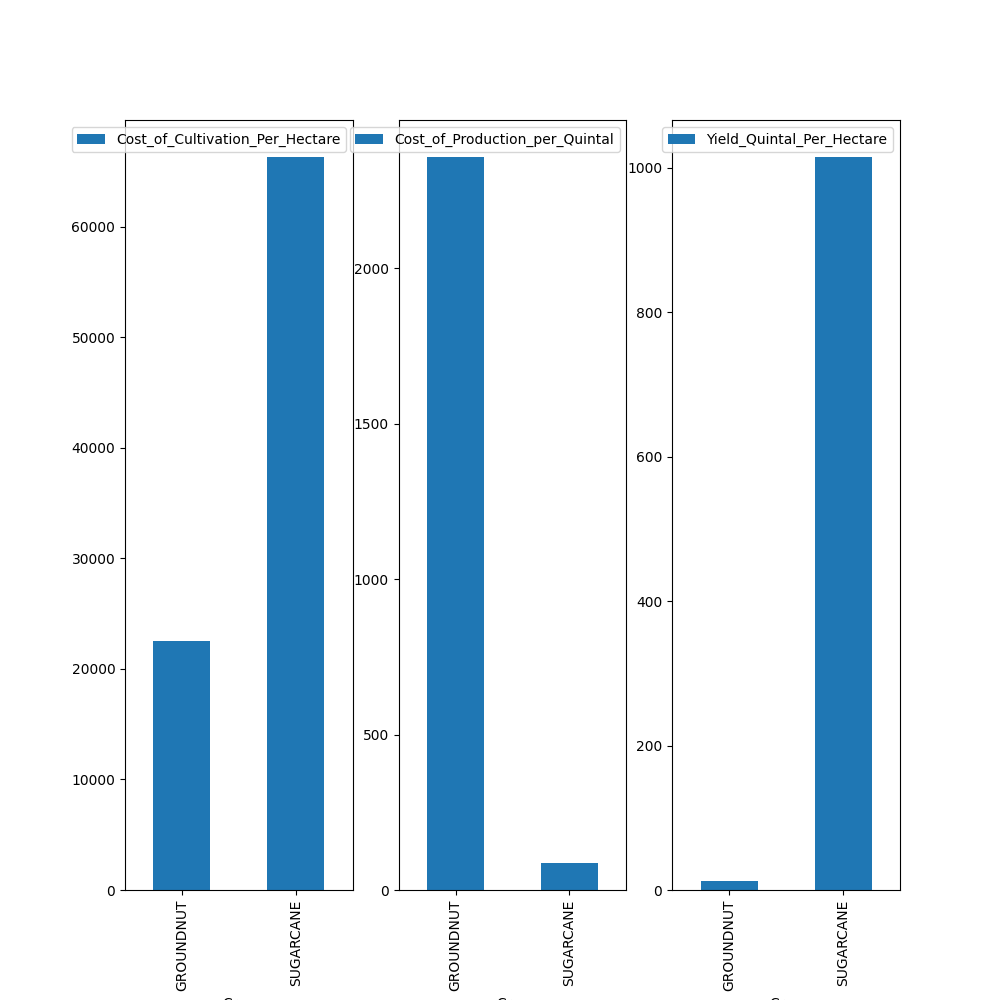 Cost_of_Cultivation_Per_Hectare
60000
50000
40000
30000
20000
10000
0
GROUNDNUT
SUGARCANE
Cost_of_Production_per_Quintal
2000
1500
1000
500
0
GROUNDNUT
SUGARCANE
Yield_Quintal_Per_Hectare
1000
800
600
400
200
0
GROUNDNUT
SUGARCANE